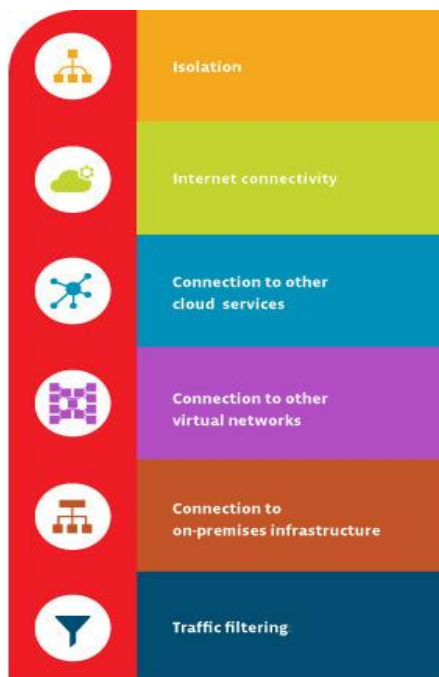 Isolation
Internet connectivity
Connection to other
cloud services
Connection to other
virtual networks
Connection to
on-premises infrastructure
Traffic filtering